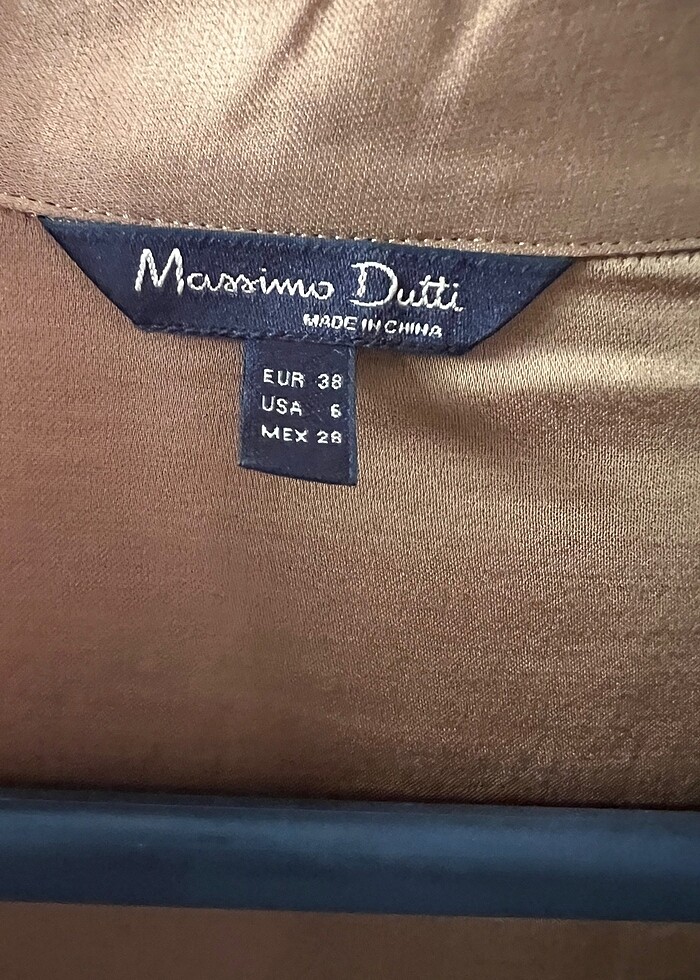 Massimo Dutti
MADE IN CHINA
EUR 38
USA 6
MEX 28